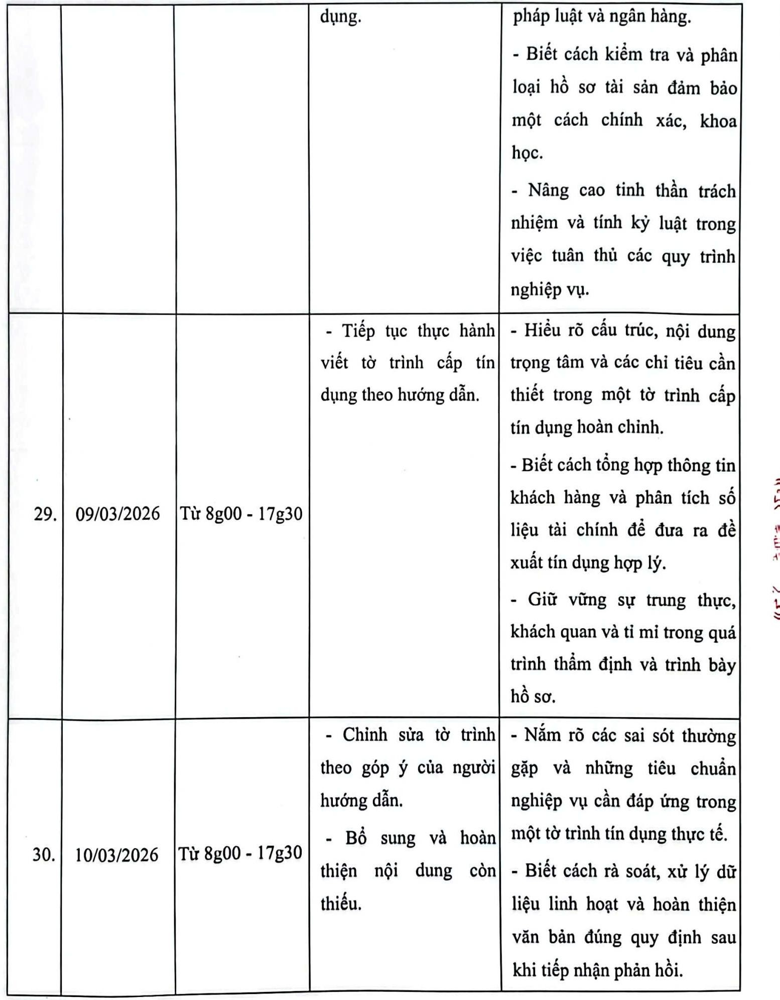 dụng.
pháp luật và ngân hàng.
- Biết cách kiểm tra và phân
loại hồ sơ tài sản đảm bảo
một cách chính xác, khoa
học.
- Nâng cao tinh thần trách
nhiệm và tính kỷ luật trong
việc tuân thủ các quy trình
nghiệp vụ.
29.
09/03/2026
Từ 8g00 - 17g30
- Tiếp tục thực hành
viết tờ trình cấp tín
dụng theo hướng dẫn.
- Hiểu rõ cấu trúc, nội dung
trọng tâm và các chỉ tiêu cần
thiết trong một tờ trình cấp
tín dụng hoàn chỉnh.
- Biết cách tổng hợp thông tin
khách hàng và phân tích số
liệu tài chính để đưa ra đề
xuất tín dụng hợp lý.
- Giữ vững sự trung thực,
khách quan và tỉ mỉ trong quá
trình thẩm định và trình bày
hồ sơ.
30.
10/03/2026
Từ 8g00 - 17g30
- Chỉnh sửa tờ trình
theo góp ý của người
hướng dẫn.
- Bổ sung và hoàn
thiện nội dung còn
thiếu.
- Nắm rõ các sai sót thường
gặp và những tiêu chuẩn
nghiệp vụ cần đáp ứng trong
một tờ trình tín dụng thực tế.
- Biết cách rà soát, xử lý dữ
liệu linh hoạt và hoàn thiện
văn bản đúng quy định sau
khi tiếp nhận phản hồi.